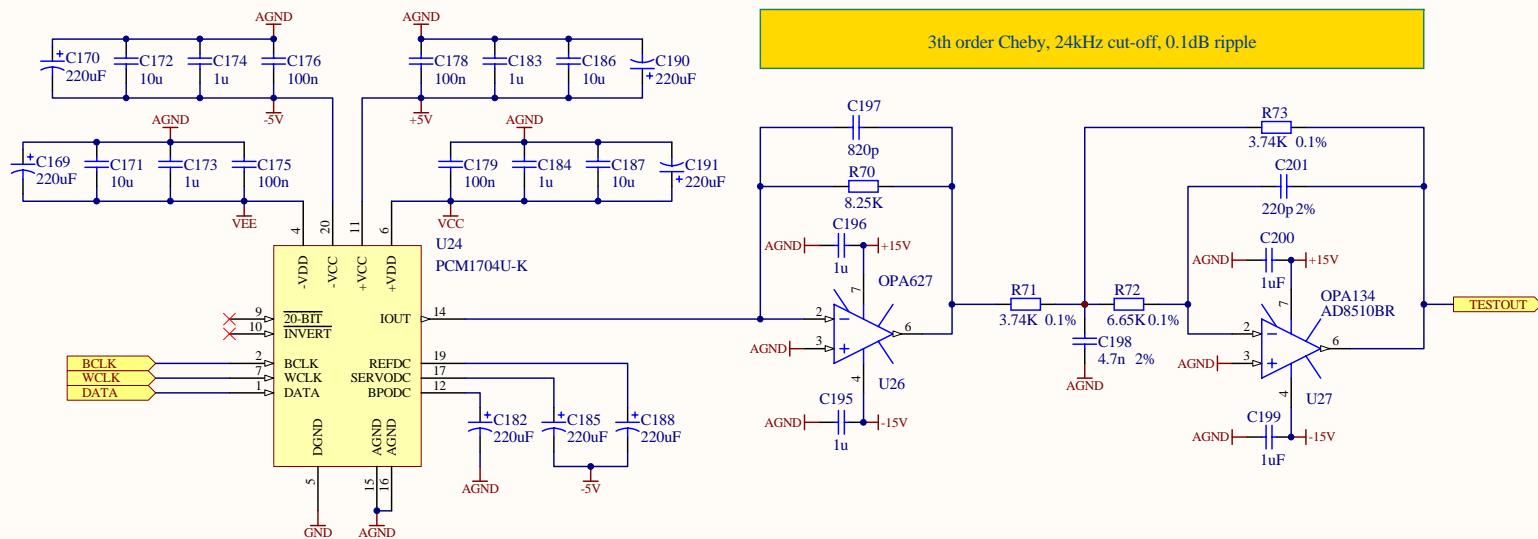 AGND
C170
220uF
C172
10u
C174
1u
C176
100n
-5V
AGND
C178
100n
C183
1u
C186
10u
C190
220uF
+5V
3th order Cheby, 24kHz cut-off, 0.1dB ripple
AGND
C169
220uF
C171
10u
C173
1u
C175
100n
VEE
AGND
C179
100n
C184
1u
C187
10u
C191
220uF
VCC
4
20
11
6
U24
PCM1704U-K
-VDD
-VCC
+VCC
+VDD
9
20-BIT
10
INVERT
BCLK
2
BCLK
WCLK
7
WCLK
DATA
1
DATA
IOUT
14
REFDC
19
SERVODC
17
BPODC
12
DGND
AGND
AGND
5
15
16
GND
AGND
C182
220uF
C185
220uF
C188
220uF
AGND
-5V
C197
820p
R70
8.25K
C196
AGND
+15V
1u
OPA627
7
2
3
6
AGND
4
U26
C195
AGND
-15V
1u
R71
3.74K 0.1%
R72
6.65K 0.1%
C198
4.7n 2%
AGND
R73
3.74K 0.1%
C201
220p 2%
C200
AGND
+15V
1uF
OPA134
AD8510BR
7
2
3
6
AGND
4
U27
C199
AGND
-15V
1uF
TESTOUT